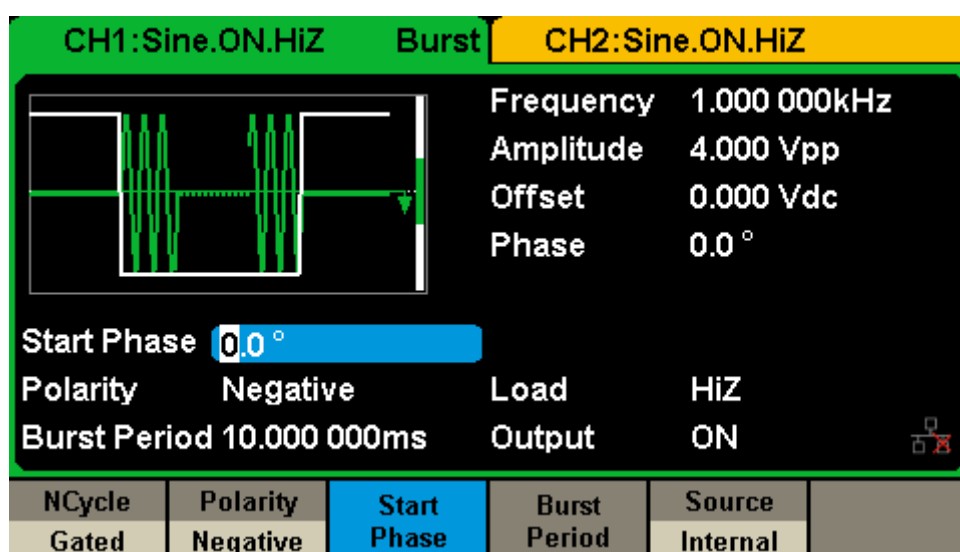 CH1:Sine.ON.HiZ Burst CH2:Sine.ON.HiZ
Frequency 1.000 000kHz
Amplitude 4.000 Vpp
Offset 0.000 Vdc
Phase 0.0 °
Start Phase 0.0 °
Polarity Negative Load HiZ
Burst Period 10.000 000ms Output ON
NCycle Polarity Start Burst Source
Gated Negative Phase Period Internal